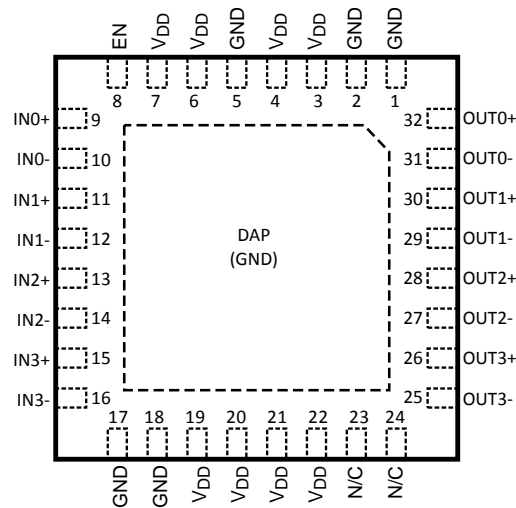 EN VDD VDD GND VDD VDD GND GND
8 7 6 5 4 3 2 1
IN0+ 9 32 OUT0+
IN0- 10 31 OUT0-
IN1+ 11 30 OUT1+
IN1- 12 29 OUT1-
IN2+ 13 28 OUT2+
IN2- 14 27 OUT2-
IN3+ 15 26 OUT3+
IN3- 16 25 OUT3-
DAP
(GND)
17 18 19 20 21 22 23 24
GND GND VDD VDD VDD VDD N/C N/C